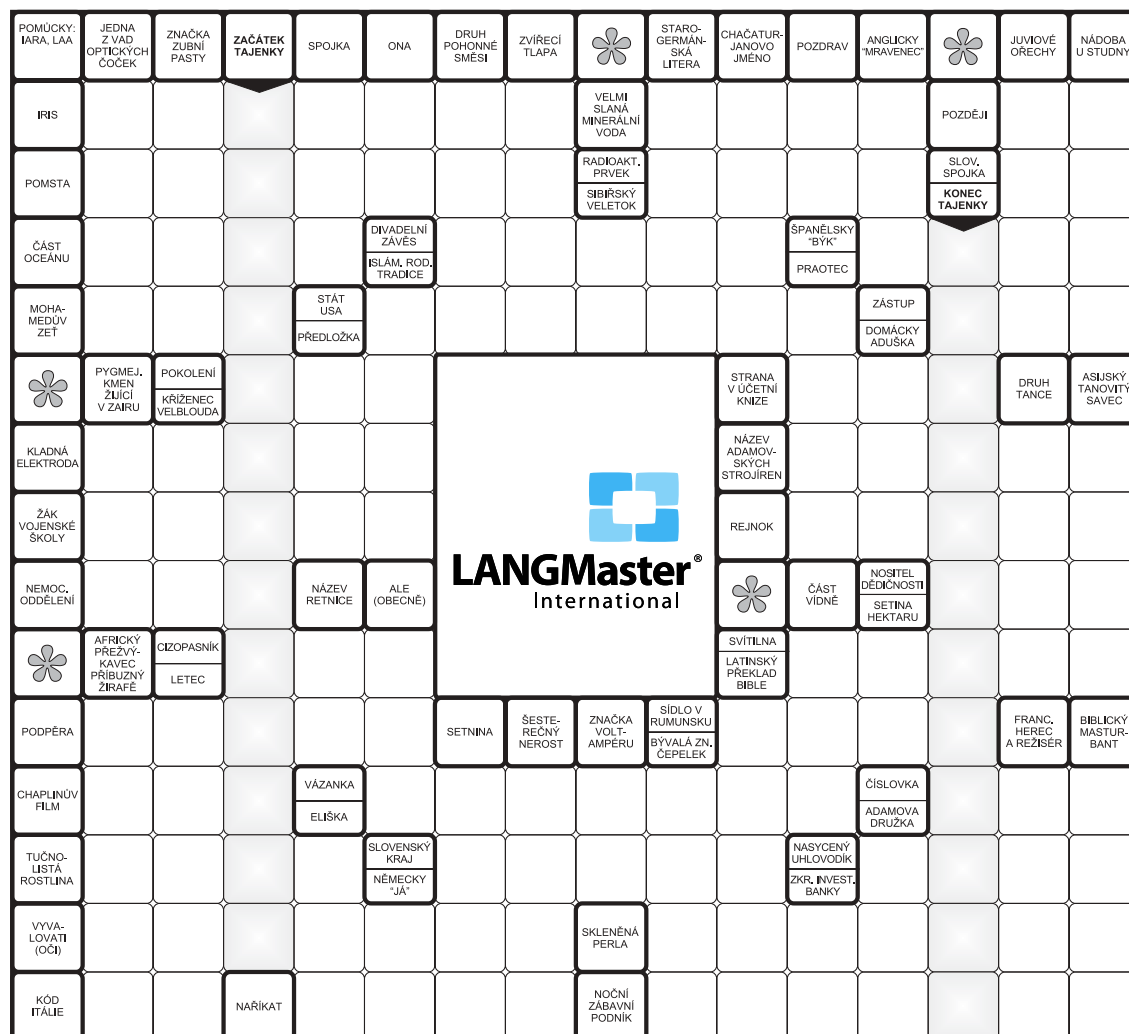 POMŮCKY:
IARA, LAA
JEDNA
Z VAD
OPTICKÝCH
ČOČEK
ZNAČKA
ZUBNÍ
PASTY
ZAČÁTEK
TAJENKY
SPOJKA
ONA
DRUH
POHONNÉ
SMĚSI
ZVÍŘECÍ
TLAPA
STARO-
GERMÁN-
SKÁ
LITERA
CHAČATUR-
JANOVO
JMÉNO
POZDRAV
ANGLICKY
"MRAVENEC"
JUVIOVÉ
OŘECHY
NÁDOBA
U STUDNY
IRIS
VELMI
SLANÁ
MINERÁLNÍ
VODA
POZDĚJI
POMSTA
RADIOAKT.
PRVEK
SIBIŘSKÝ
VELETOK
SLOV.
SPOJKA
KONEC
TAJENKY
ČÁST
OCEÁNU
DIVADELNÍ
ZÁVĚS
ISLÁM. ROD.
TRADICE
ŠPANĚLSKY
"BÝK"
PRAOTEC
MOHA-
MEDŮV
ZEŤ
STÁT
USA
PŘEDLOŽKA
ZÁSTUP
DOMÁCKY
ADUŠKA
PYGMEJ.
KMEN
ŽIJÍCÍ
V ZAIRU
POKOLENÍ
KŘÍŽENEC
VELBLOUDA
STRANA
V ÚČETNÍ
KNIZE
DRUH
TANCE
ASIJSKÝ
TANOVITÝ
SAVEC
KLADNÁ
ELEKTRODA
NÁZEV
ADAMOV-
SKÝCH
STROJÍREN
ŽÁK
VOJENSKÉ
ŠKOLY
REJNOK
LANGMaster®
International
NEMOC.
ODDĚLENÍ
NÁZEV
RETNICE
ALE
(OBECNĚ)
ČÁST
VÍDNĚ
NOSITEL
DĚDIČNOSTI
SETINA
HEKTARU
AFRICKÝ
PŘEŽVÝ-
KAVEC
PŘÍBUZNÝ
ŽIRAFĚ
CIZOPASNÍK
LETEC
SVÍTILNA
LATINSKÝ
PŘEKLAD
BIBLE
PODPĚRA
SETNINA
ŠESTE-
REČNÝ
NEROST
ZNAČKA
VOLT-
AMPÉRU
SÍDLO V
RUMUNSKU
BÝVALÁ ZN.
ČEPELEK
FRANC.
HEREC
A REŽISÉR
BIBLICKÝ
MASTUR-
BANT
CHAPLINŮV
FILM
VÁZANKA
ELIŠKA
ČÍSLOVKA
ADAMOVA
DRUŽKA
TUČNO-
LISTÁ
ROSTLINA
SLOVENSKÝ
KRAJ
NĚMECKY
"JÁ"
NASYCENÝ
UHLOVODÍK
ZKR. INVEST.
BANKY
VYVA-
LOVATI
(OČI)
SKLENĚNÁ
PERLA
KÓD
ITÁLIE
NAŘÍKAT
NOČNÍ
ZÁBAVNÍ
PODNIK